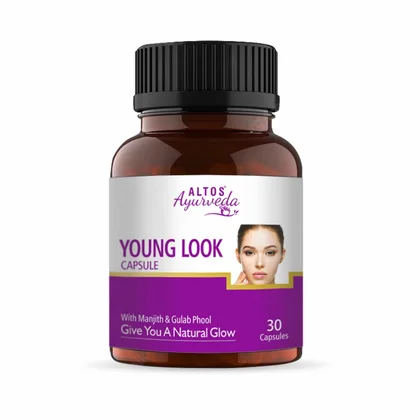 ALTOS®
Ayurveda
YOUNG LOOK
CAPSULE
With Manjith & Gulab Phool
Give You A Natural Glow
30
Capsules